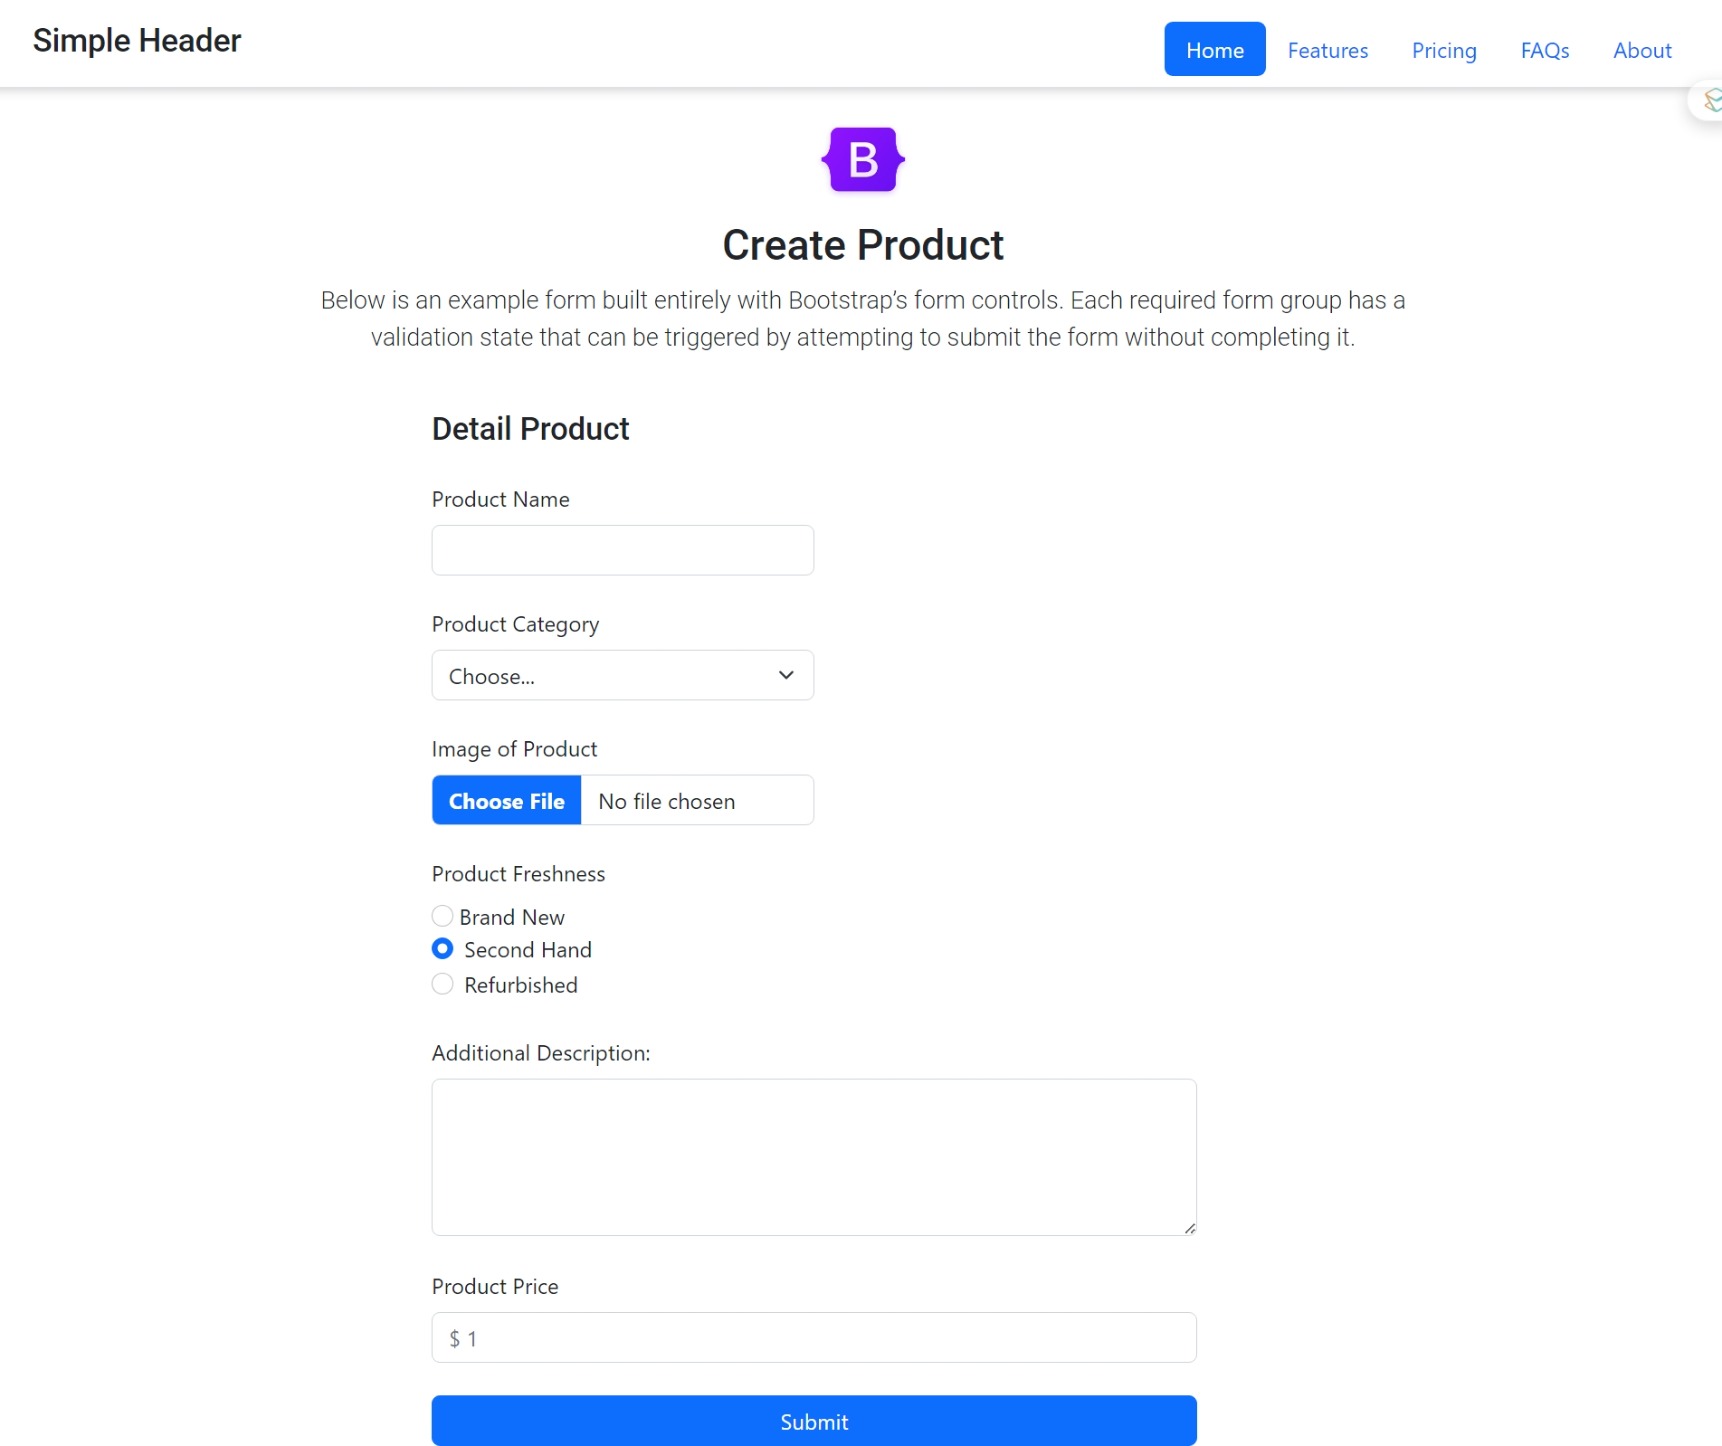 Simple Header
Home
Features
Pricing
FAQs
About
B
Create Product
Below is an example form built entirely with Bootstrap’s form controls. Each required form group has a
validation state that can be triggered by attempting to submit the form without completing it.
Detail Product
Product Name
Product Category
Choose...
Image of Product
Choose File
No file chosen
Product Freshness
Brand New
Second Hand
Refurbished
Additional Description:
Product Price
$ 1
Submit